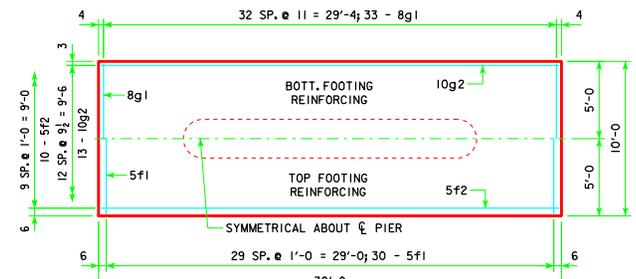 4
32 SP. @ 11 = 29'-4; 33 - 8g1
4
3
BOTT. FOOTING
REINFORCING
10g2
8g1
9 SP. @ 1'-0 = 9'-0
10 - 5f2
12 SP. @ 9½ = 9'-6
13 - 10g2
5'-0
10'-0
5f1
TOP FOOTING
REINFORCING
5f2
5'-0
6
SYMMETRICAL ABOUT ℄ PIER
6
29 SP. @ 1'-0 = 29'-0; 30 - 5f1
6